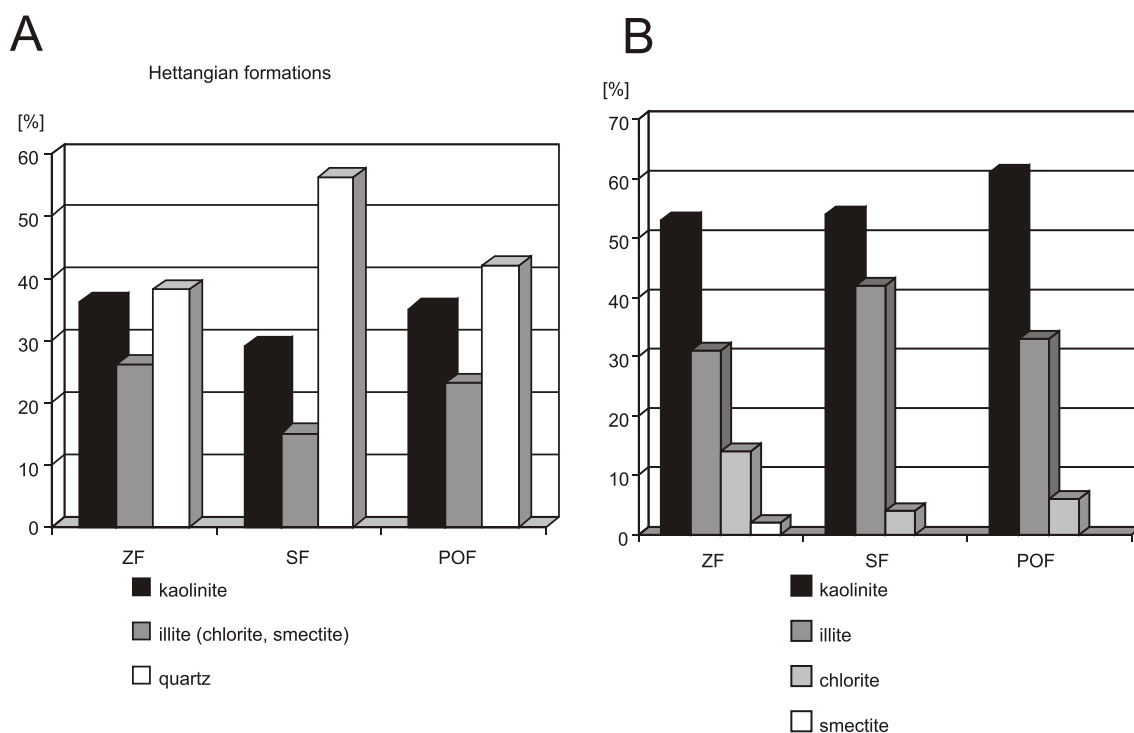 A
Hettangian formations
[%]
60
50
40
30
20
10
0
ZF SF POF
kaolinite
illite (chlorite, smectite)
quartz
B
[%]
70
60
50
40
30
20
10
0
ZF SF POF
kaolinite
illite
chlorite
smectite